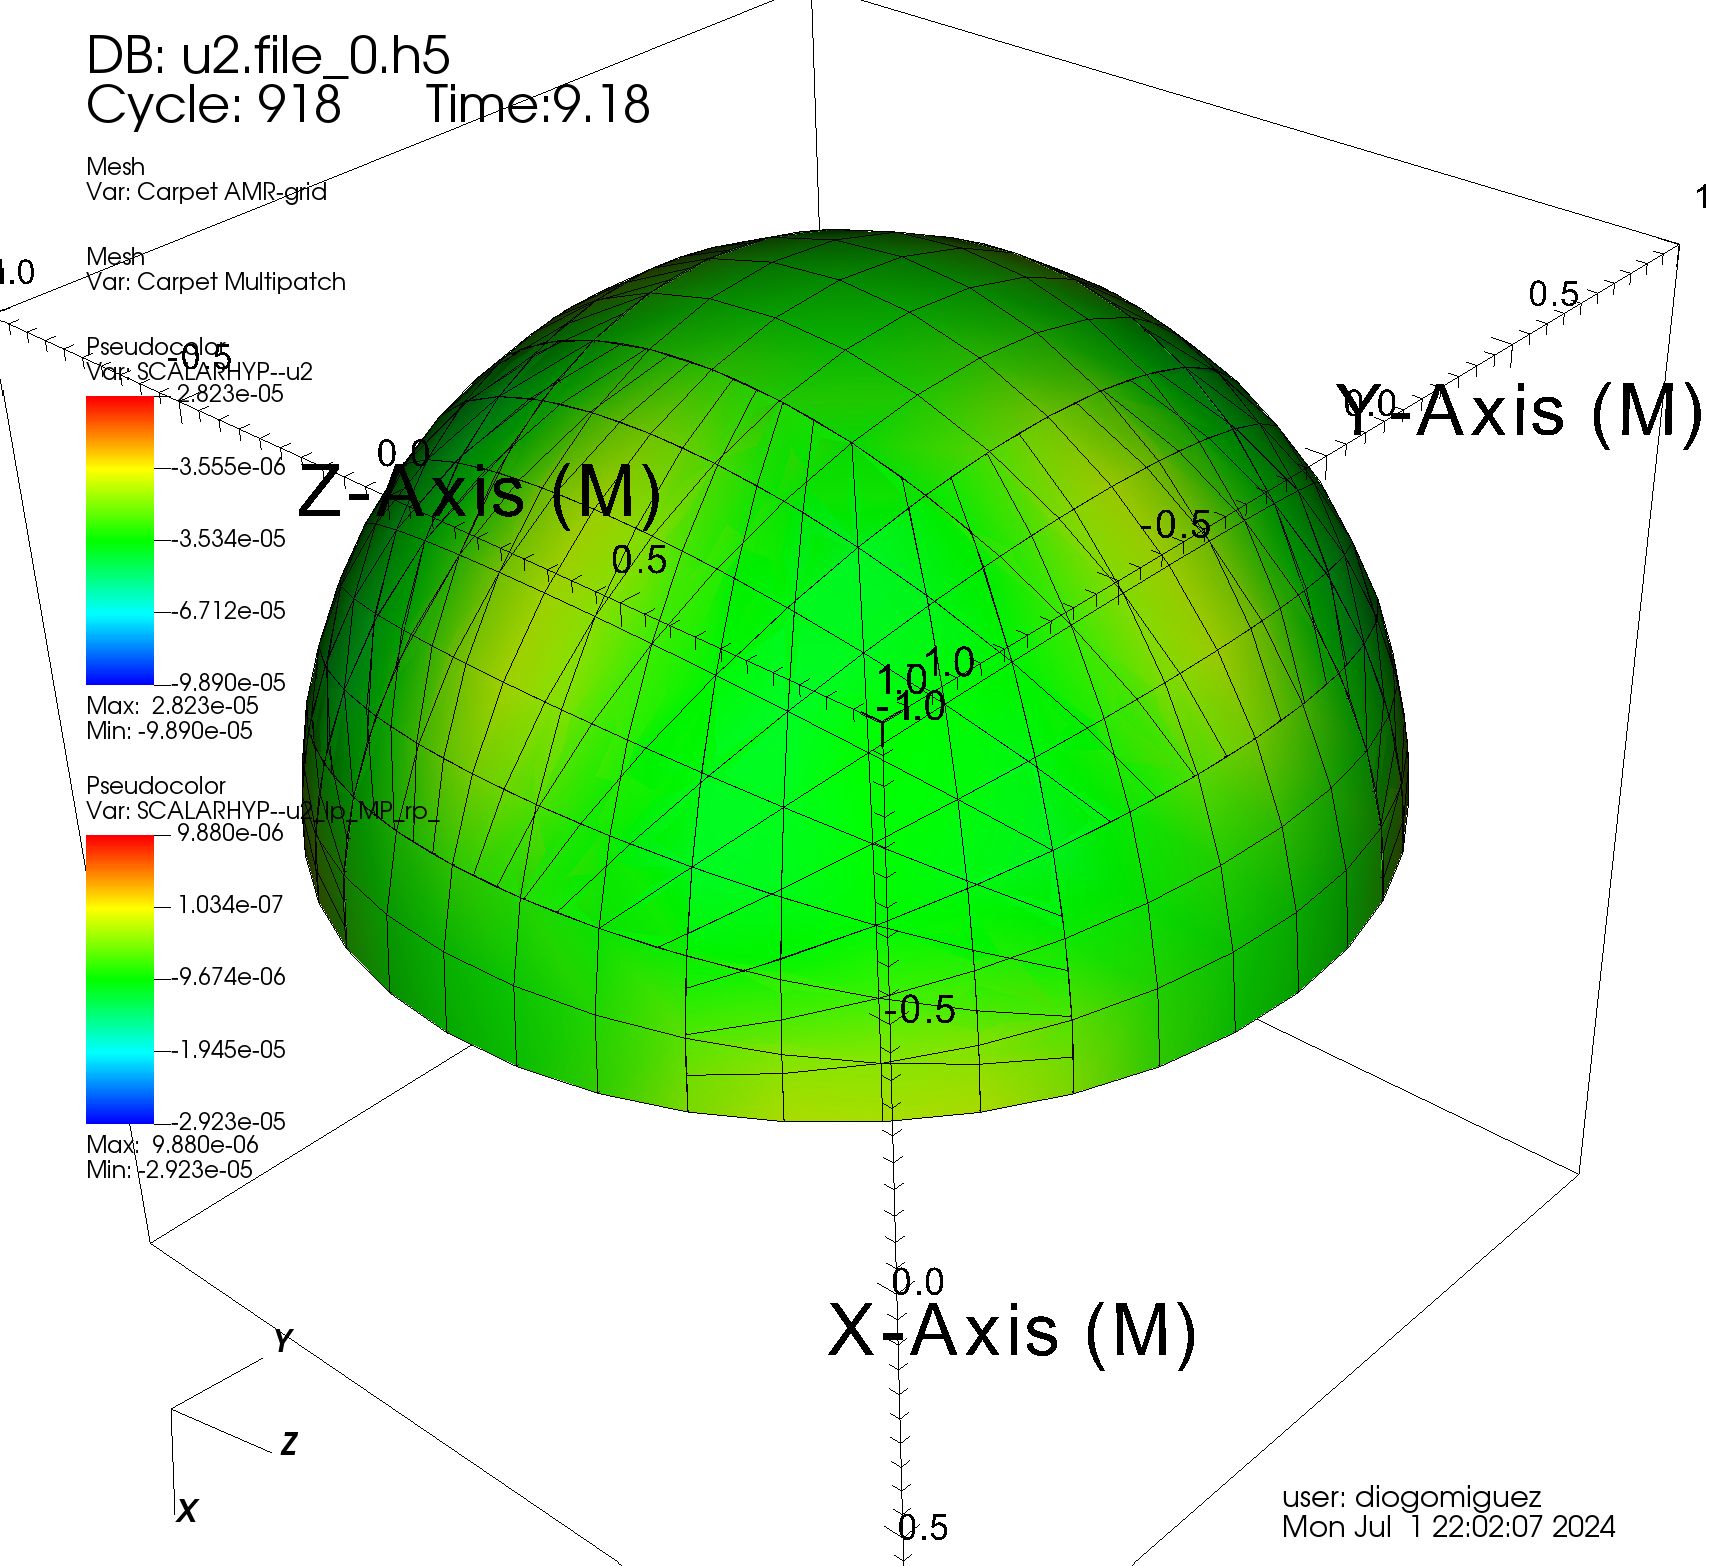 DB: u2.file_0.h5
Cycle: 918 Time:9.18
Mesh
Var: Carpet AMR-grid
Mesh
Var: Carpet Multipatch
Pseudocolor
Var: SCALARHYP--u2
2.823e-05
-3.555e-06
-3.534e-05
-6.712e-05
-9.890e-05
Max: 2.823e-05
Min: -9.890e-05
Pseudocolor
Var: SCALARHYP--u2_lp_MP_rp_
9.880e-06
1.034e-07
-9.674e-06
-1.945e-05
-2.923e-05
Max: 9.880e-06
Min: -2.923e-05
-0.5
0.0
Z-Axis (M)
0.5
1.0
1
0.5
0.0
Y-Axis (M)
-0.5
-1.0
-1.0
-0.5
0.0
X-Axis (M)
0.5
Y
Z
X
user: diogomiguez
Mon Jul 1 22:02:07 2024